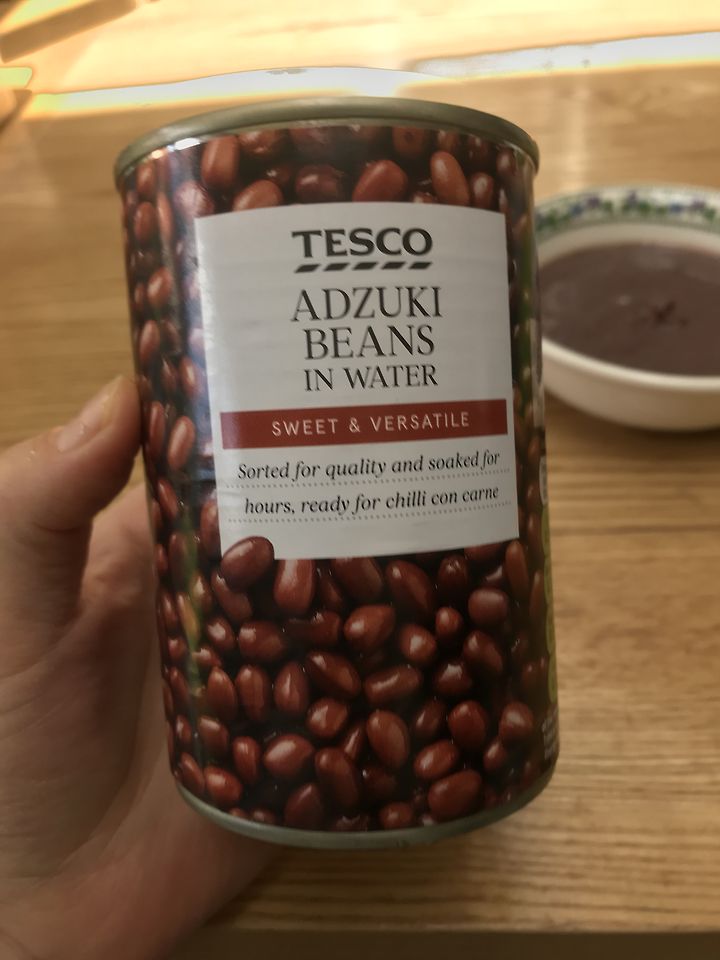 TESCO
ADZUKI
BEANS
IN WATER
SWEET & VERSATILE
Sorted for quality and soaked for
hours, ready for chilli con carne